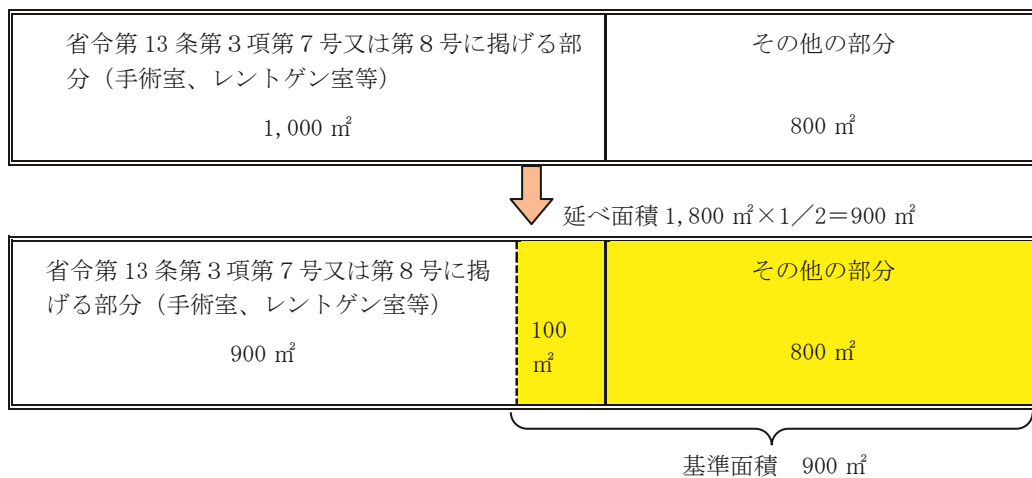 省令第 13 条第３項第７号又は第８号に掲げる部
分（手術室、レントゲン室等）
1,000 ㎡
その他の部分
800 ㎡
延べ面積 1,800 ㎡×１／２＝900 ㎡
省令第 13 条第３項第７号又は第８号に掲
げる部分（手術室、レントゲン室等）
900 ㎡
100
㎡
その他の部分
800 ㎡
基準面積　900 ㎡